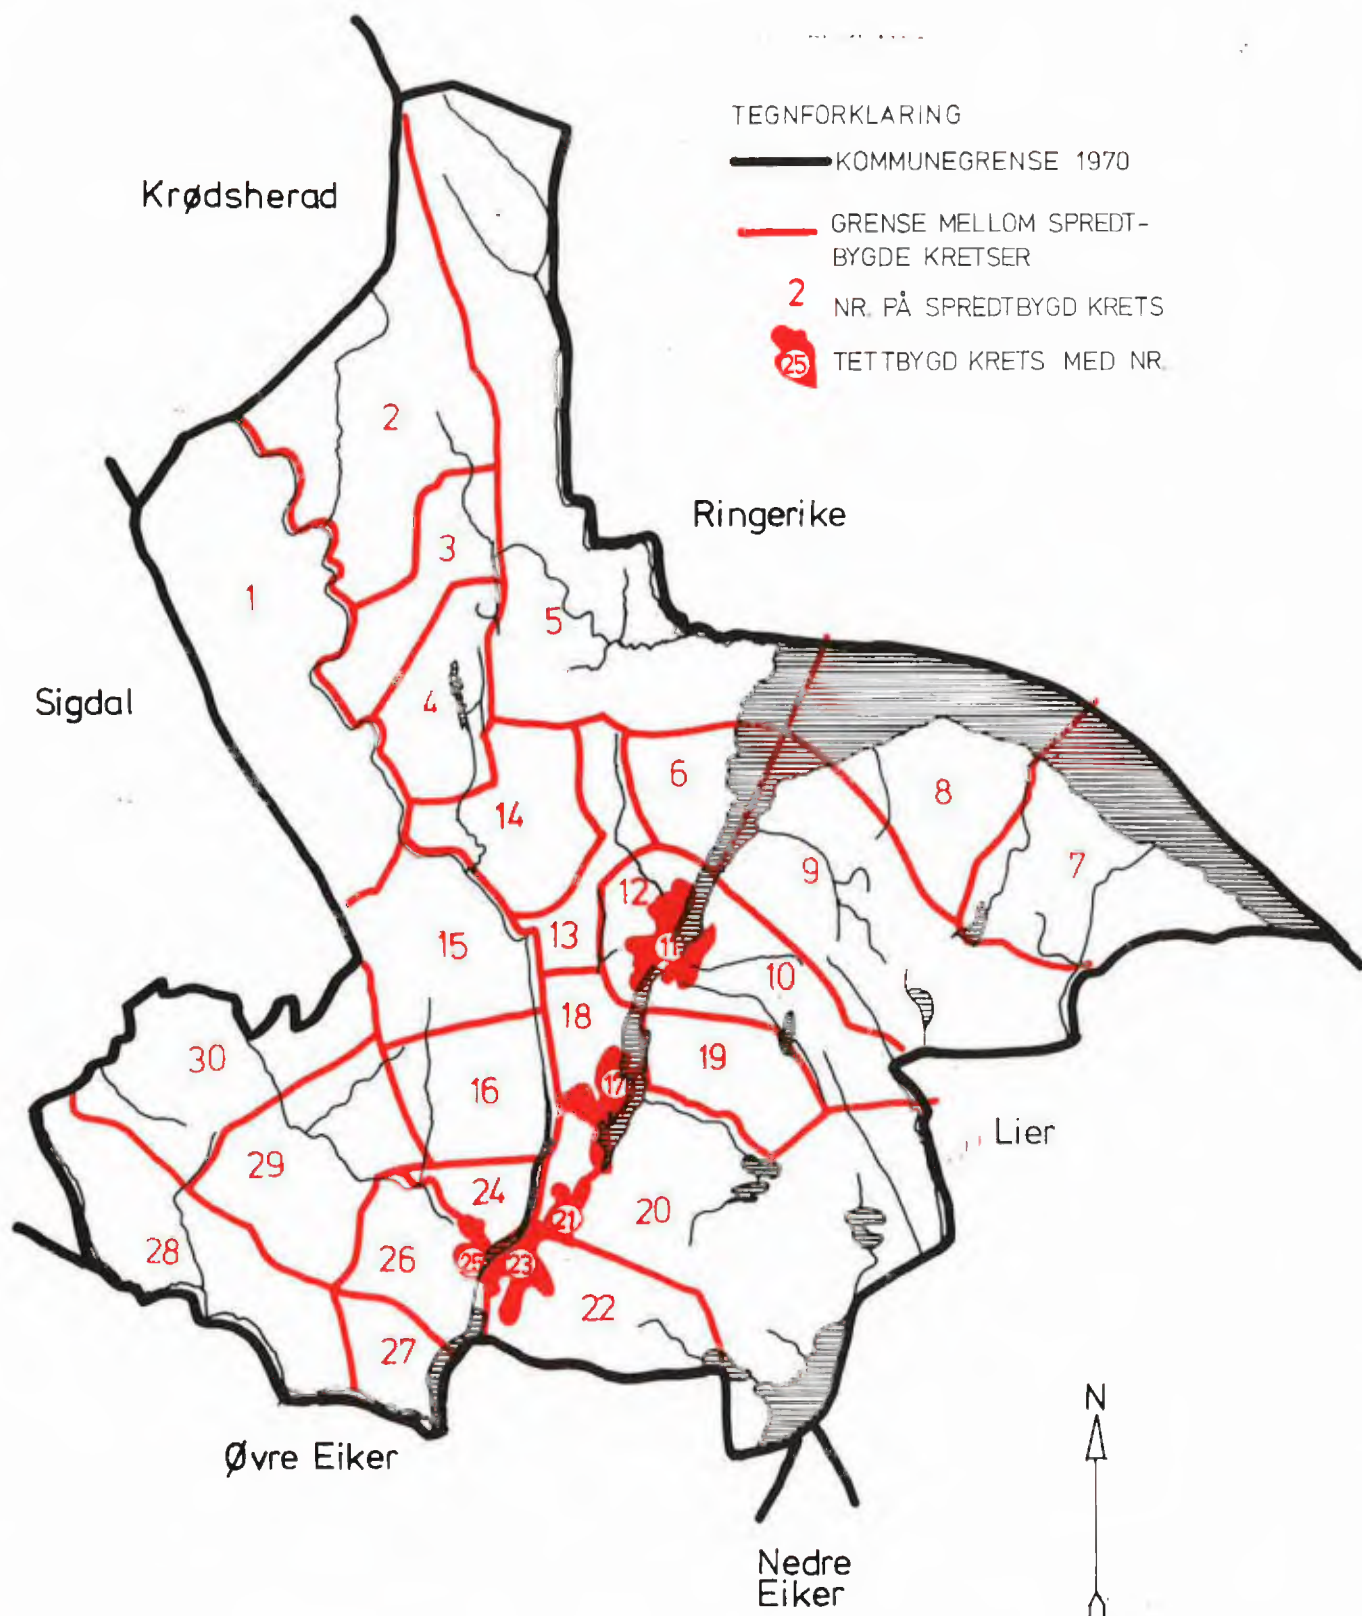 TEGNFORKLARING
KOMMUNEGRENSE 1970
GRENSE MELLOM SPREDT-
BYGDE KRETSER
2 NR. PÅ SPREDTBYGD KRETS
25 TETTBYGD KRETS MED NR.
Krødsherad
2
Ringerike
3
1
5
Sigdal
4
6
8
14
9
7
12
15
13
11
10
18
30
19
16
17
Lier
29
24
20
21
28
26
25
23
22
27
N
Øvre Eiker
Nedre
Eiker